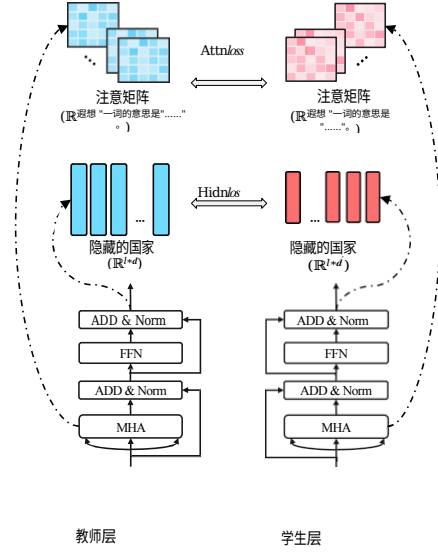 Attnloss
注意矩阵
(ℝ遐想 "一词的意思是"......"
。 )
注意矩阵
(ℝ遐想 "一词的意思是
"......"。 )
Hidnlos
...
...
隐藏的国家
(ℝl*d)
隐藏的国家
(ℝl*d)
ADD & Norm
FFN
ADD & Norm
MHA
ADD & Norm
FFN
ADD & Norm
MHA
教师层
学生层